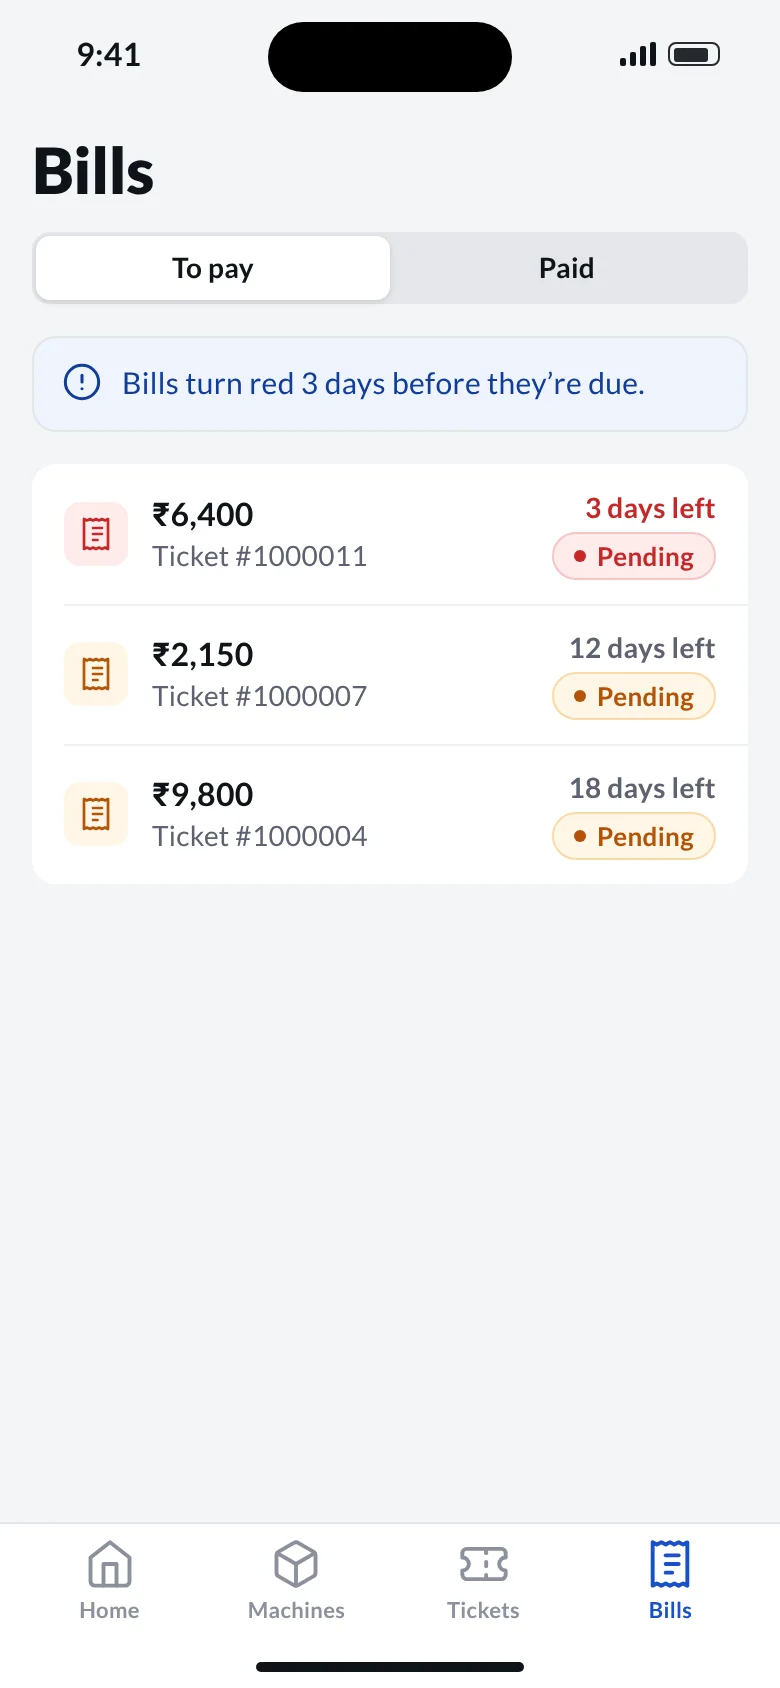 9:41
Bills
To pay
Paid
Bills turn red 3 days before they’re due.
₹6,400
3 days left
Ticket #1000011
Pending
₹2,150
12 days left
Ticket #1000007
Pending
₹9,800
18 days left
Ticket #1000004
Pending
Home
Machines
Tickets
Bills